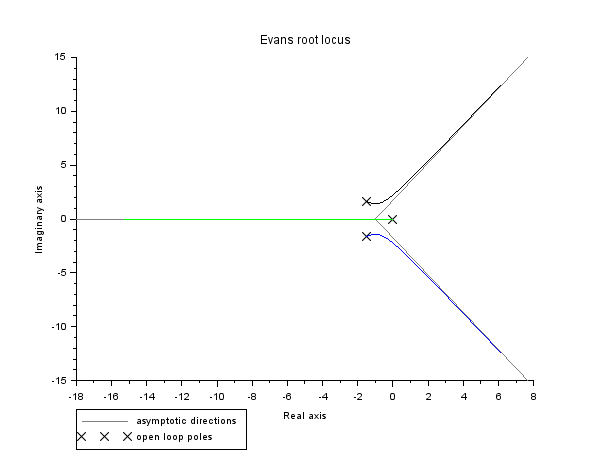 Evans root locus
15
10
5
0
-5
-10
-15
Imaginary axis
-18 -16 -14 -12 -10 -8 -6 -4 -2 0 2 4 6 8
Real axis
asymptotic directions
open loop poles